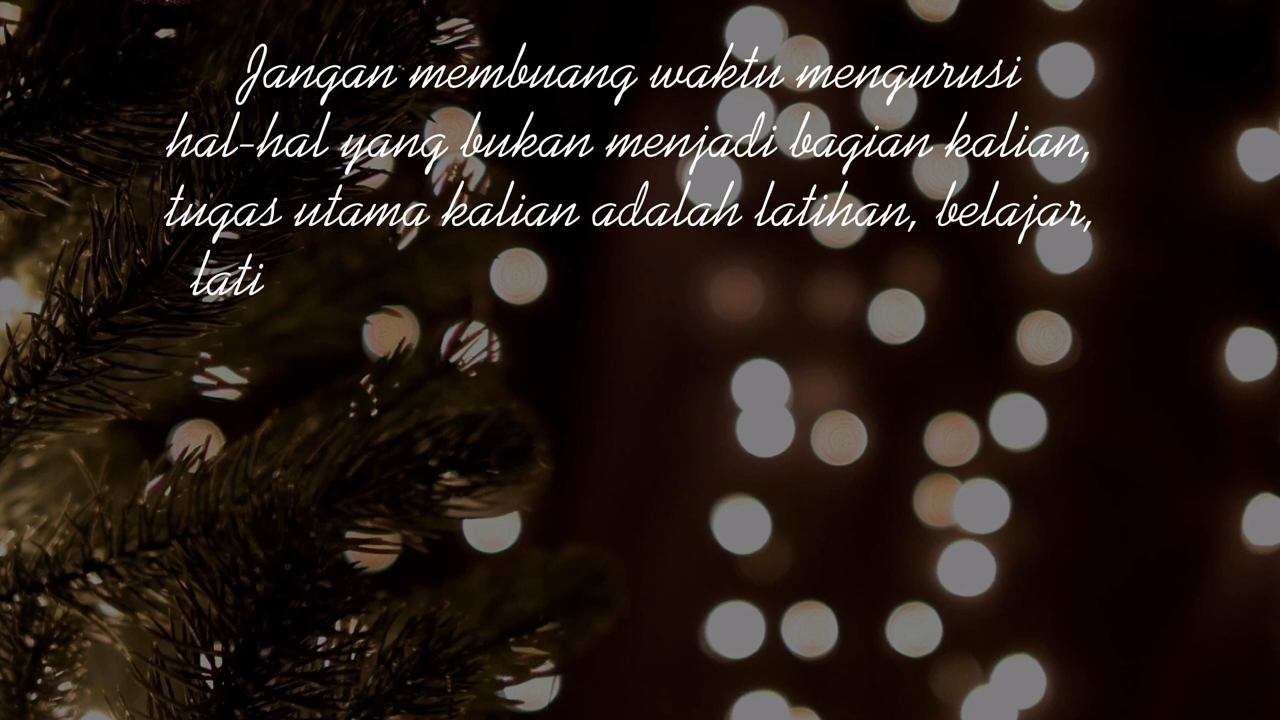 Jangan membuang waktu mengurusi
hal-hal yang bukan menjadi bagian kalian,
tugas utama kalian adalah latihan, belajar,
lati